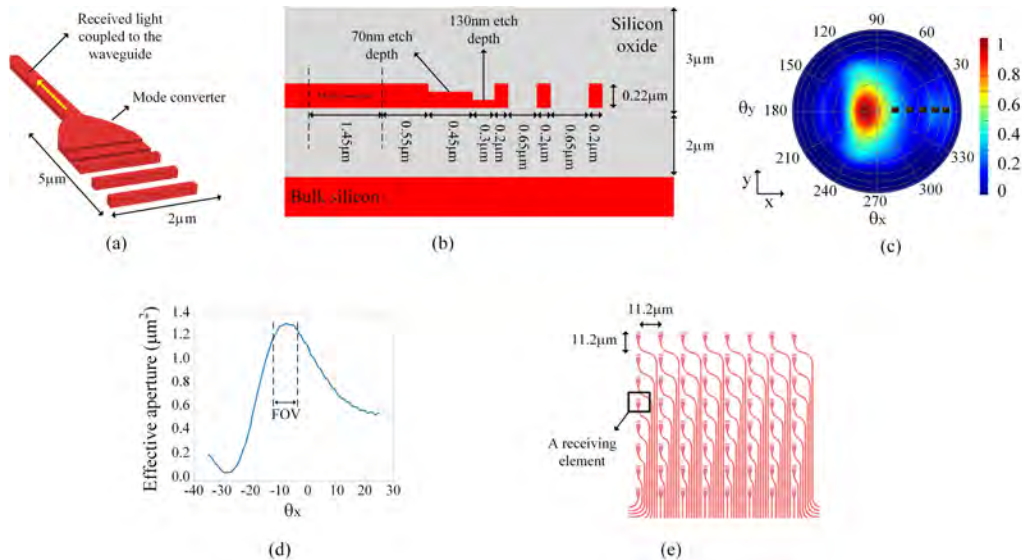 Received light
coupled to the
waveguide
Mode converter
5μm
2μm
(a)
130nm etch
depth
70nm etch
depth
Silicon
oxide
3μm
0.22μm
1.45μm
0.55μm
0.45μm
0.3μm
0.2μm
0.65μm
0.2μm
0.65μm
0.2μm
2μm
Bulk silicon
(b)
90
60
30
330
300
270
240
210
180
150
120
θy
θx
y
x
1
0.8
0.6
0.4
0.2
0
(c)
Effective aperture (μm²)
1.4
1.2
1.0
0.8
0.6
0.4
0.2
0.0
-40
-30
-20
-10
0
10
20
30
FOV
θx
(d)
11.2μm
11.2μm
A receiving
element
(e)